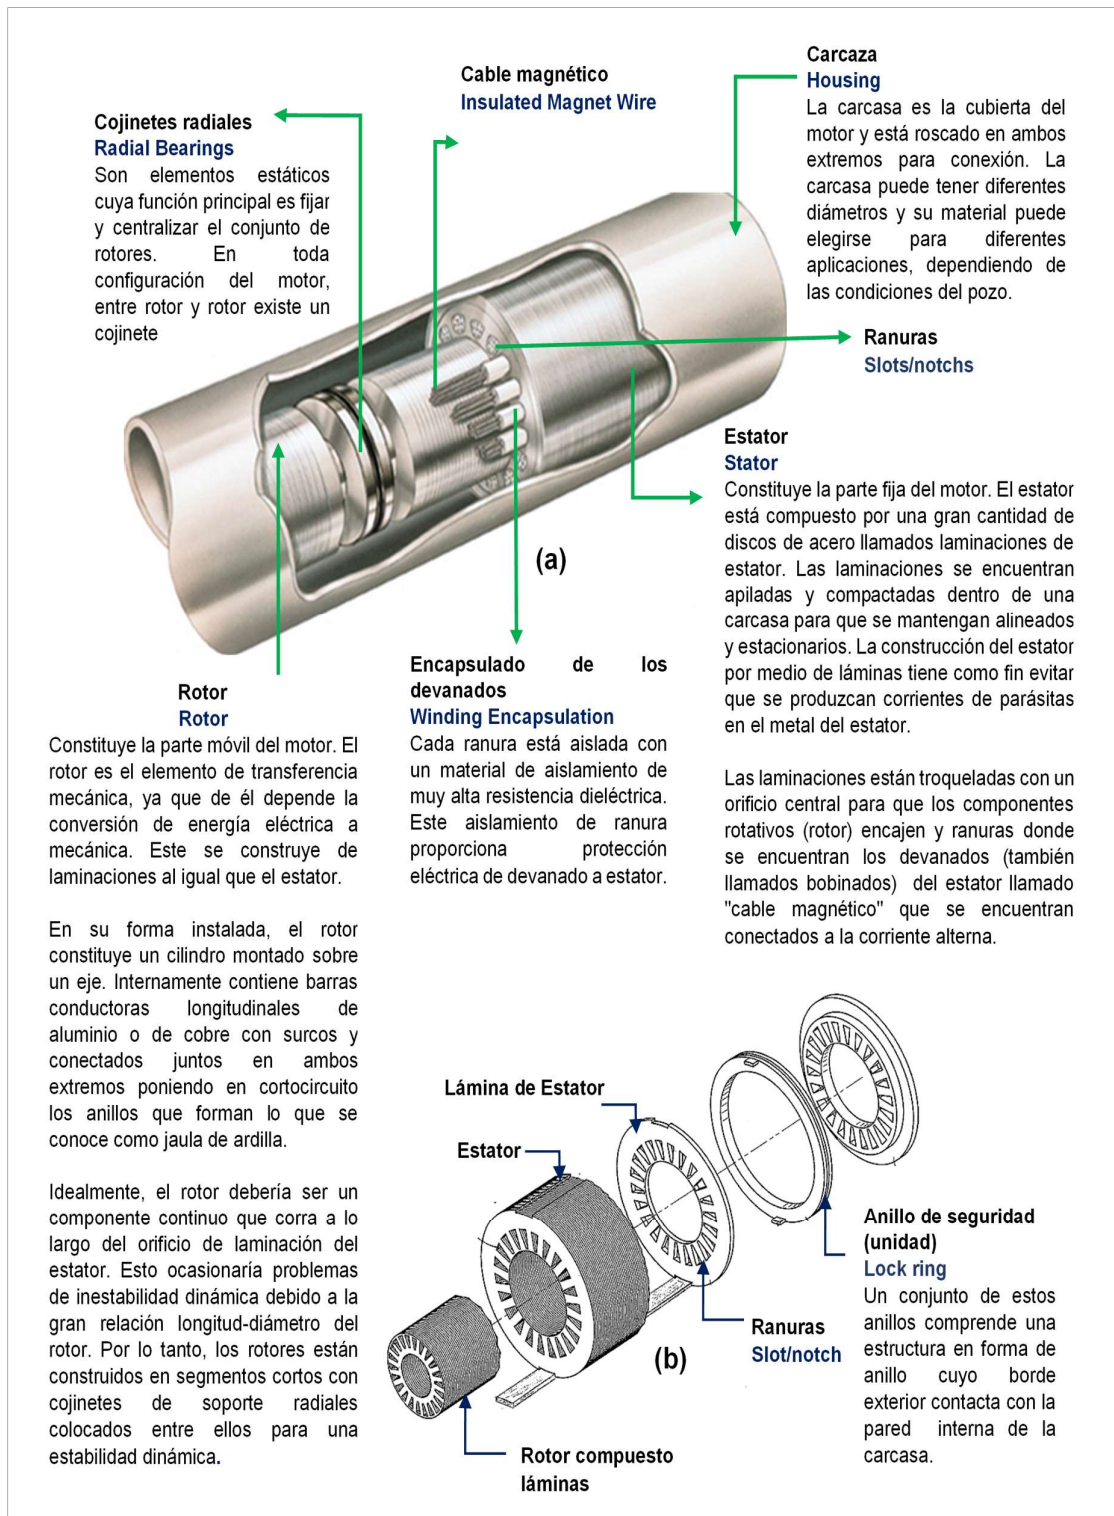 Carcaza
Housing
La carcasa es la cubierta del
motor y está roscado en ambos
extremos para conexión. La
carcasa puede tener diferentes
diámetros y su material puede
elegirse para diferentes
aplicaciones, dependiendo de
las condiciones del pozo.
Cable magnético
Insulated Magnet Wire
Cojinetes radiales
Radial Bearings
Son elementos estáticos
cuya función principal es fijar
y centralizar el conjunto de
rotores. En toda
configuración del motor,
entre rotor y rotor existe un
cojinete
Ranuras
Slots/notchs
Estator
Stator
Constituye la parte fija del motor. El estator
está compuesto por una gran cantidad de
discos de acero llamados laminaciones de
estator. Las laminaciones se encuentran
apiladas y compactadas dentro de una
carcasa para que se mantengan alineados
y estacionarios. La construcción del estator
por medio de láminas tiene como fin evitar
que se produzcan corrientes de parásitas
en el metal del estator.
Las laminaciones están troqueladas con un
orificio central para que los componentes
rotativos (rotor) encajen y ranuras donde
se encuentran los devanados (también
llamados bobinados) del estator llamado
"cable magnético" que se encuentran
conectados a la corriente alterna.
(a)
Encapsulado de los
devanados
Winding Encapsulation
Cada ranura está aislada con
un material de aislamiento de
muy alta resistencia dieléctrica.
Este aislamiento de ranura
proporciona protección
eléctrica de devanado a estator.
Rotor
Rotor
Constituye la parte móvil del motor. El
rotor es el elemento de transferencia
mecánica, ya que de él depende la
conversión de energía eléctrica a
mecánica. Este se construye de
laminaciones al igual que el estator.
En su forma instalada, el rotor
constituye un cilindro montado sobre
un eje. Internamente contiene barras
conductoras longitudinales de
aluminio o de cobre con surcos y
conectados juntos en ambos
extremos poniendo en cortocircuito
los anillos que forman lo que se
conoce como jaula de ardilla.
Idealmente, el rotor debería ser un
componente continuo que corra a lo
largo del orificio de laminación del
estator. Esto ocasionaría problemas
de inestabilidad dinámica debido a la
gran relación longitud-diámetro del
rotor. Por lo tanto, los rotores están
construidos en segmentos cortos con
cojinetes de soporte radiales
colocados entre ellos para una
estabilidad dinámica.
Lámina de Estator
Estator
Anillo de seguridad
(unidad)
Lock ring
Un conjunto de estos
anillos comprende una
estructura en forma de
anillo cuyo borde
exterior contacta con la
pared interna de la
carcasa.
Ranuras
Slot/notch
(b)
Rotor compuesto
láminas